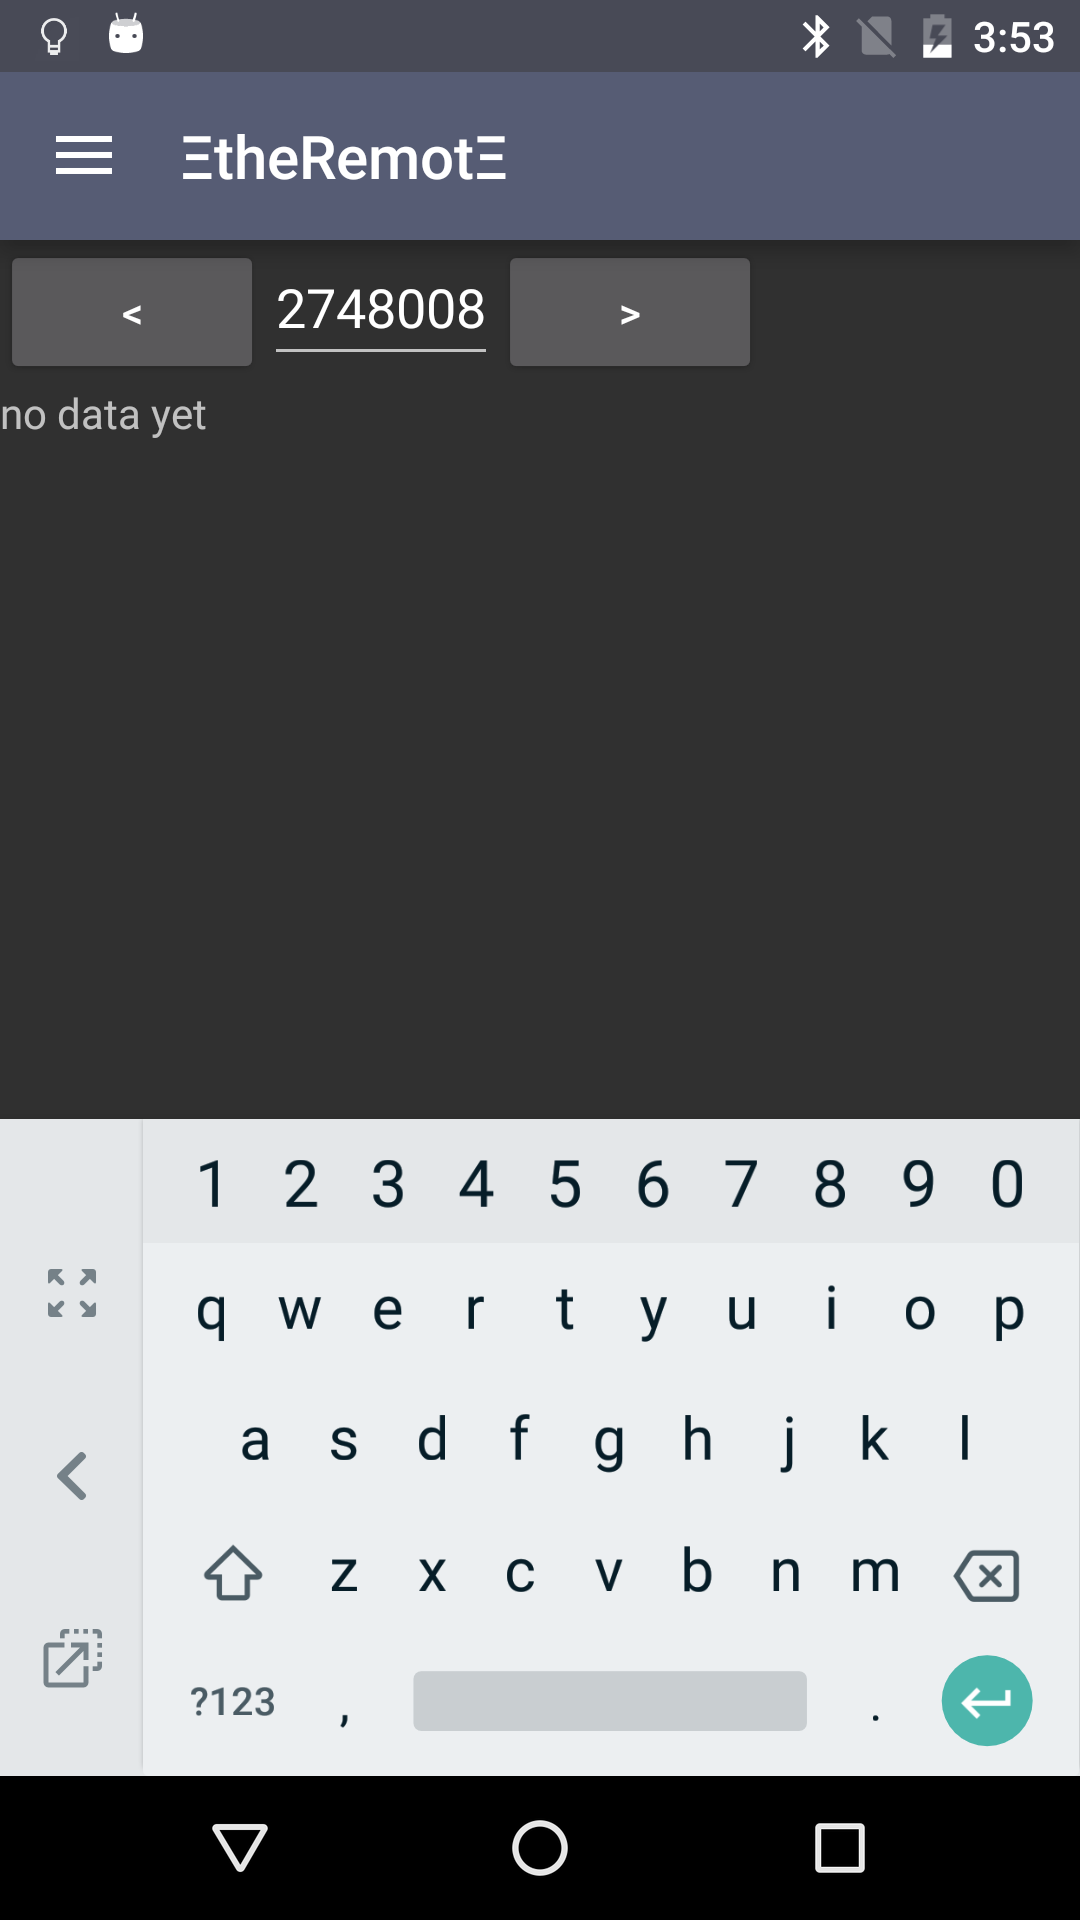 3:53
ΞtheRemotΞ
< 2748008 >
no data yet
1 2 3 4 5 6 7 8 9 0
q w e r t y u i o p
a s d f g h j k l
z x c v b n m
?123 , .